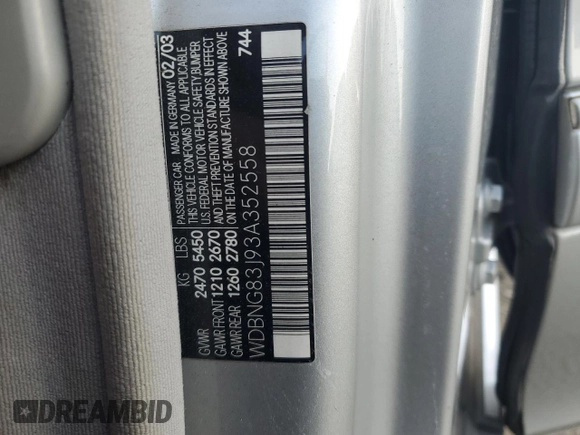 PASSENGER CAR MADE IN GERMANY 02/03
THIS VEHICLE CONFORMS TO ALL APPLICABLE
U.S. FEDERAL MOTOR VEHICLE SAFETY, BUMPER
AND THEFT PREVENTION STANDARDS IN EFFECT
ON THE DATE OF MANUFACTURE SHOWN ABOVE
744
KG LBS
GVWR 2470 5450
GAWR FRONT 1210 2670
GAWR REAR 1260 2780
WDBNG83J93A352558
DREAMBID